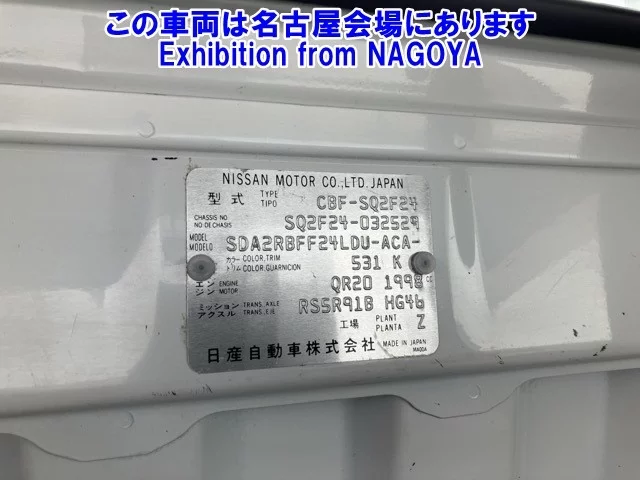 この車両は名古屋会場にあります
Exhibition from NAGOYA
NISSAN MOTOR CO.,LTD. JAPAN
型式 TYPE TIPO CBF-SQ2F24
CHASSIS NO NO DE CHASIS SQ2F24-032529
MODEL MODELO SDA2RBFF24LDU-ACA-
カラー COLOR,TRIM 531 K
トリム COLOR,GUARNICION
エンジン ENGINE MOTOR QR20 1998 cc
ミッション TRANS. AXLE RS5R91B HG46
アクスル TRANS.EJE
工場 PLANT PLANTA Z
日産自動車株式会社 MADE IN JAPAN